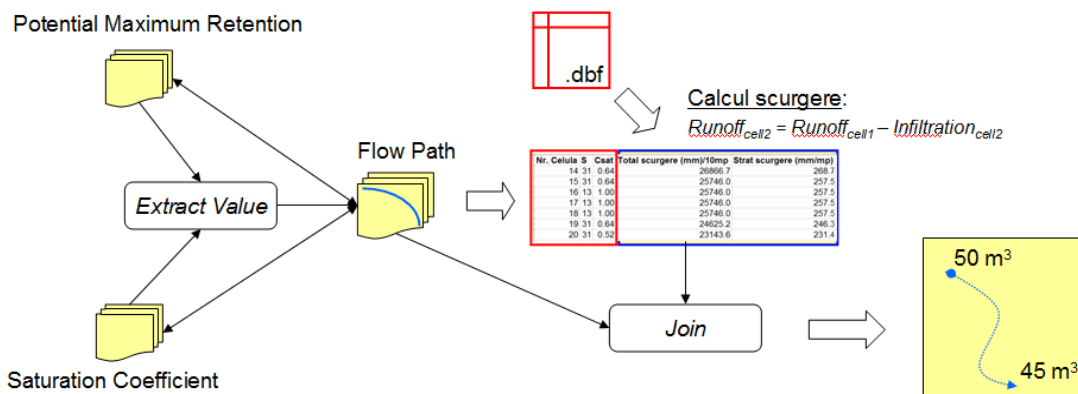 Potential Maximum Retention
.dbf
Calcul scurgere:
Runoff_cell2 = Runoff_cell1 – Infiltration_cell2
Flow Path
Extract Value
Nr. Celula S Csat Total scurgere (mm)/10mp Strat scurgere (mm/mp)
14 31 0.64 26866.7 268.7
15 31 0.64 25746.0 257.5
16 13 1.00 25746.0 257.5
17 13 1.00 25746.0 257.5
18 13 1.00 25746.0 257.5
19 31 0.64 24625.2 246.3
20 31 0.52 23143.6 231.4
50 m³
Join
45 m³
Saturation Coefficient